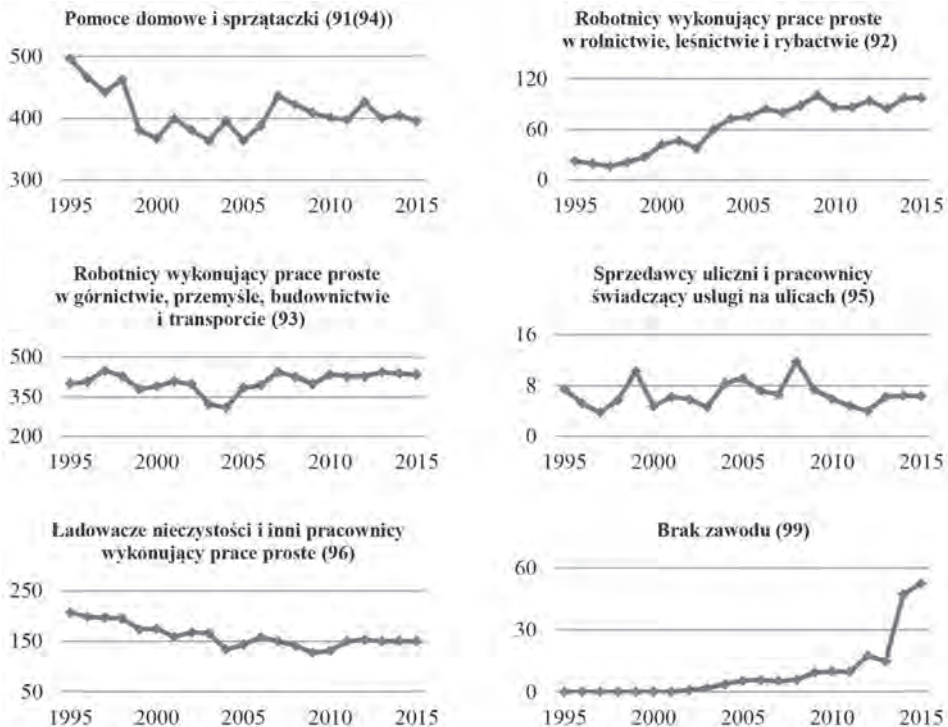 Pomoce domowe i sprzątaczki (91(94))
500
400
300
1995 2000 2005 2010 2015
Robotnicy wykonujący prace proste
w rolnictwie, leśnictwie i rybactwie (92)
120
60
0
1995 2000 2005 2010 2015
Robotnicy wykonujący prace proste
w górnictwie, przemyśle, budownictwie
i transporcie (93)
500
350
200
1995 2000 2005 2010 2015
Sprzedawcy uliczni i pracownicy
świadczący usługi na ulicach (95)
16
8
0
1995 2000 2005 2010 2015
Ładowacze nieczystości i inni pracownicy
wykonujący prace proste (96)
250
150
50
1995 2000 2005 2010 2015
Brak zawodu (99)
60
30
0
1995 2000 2005 2010 2015